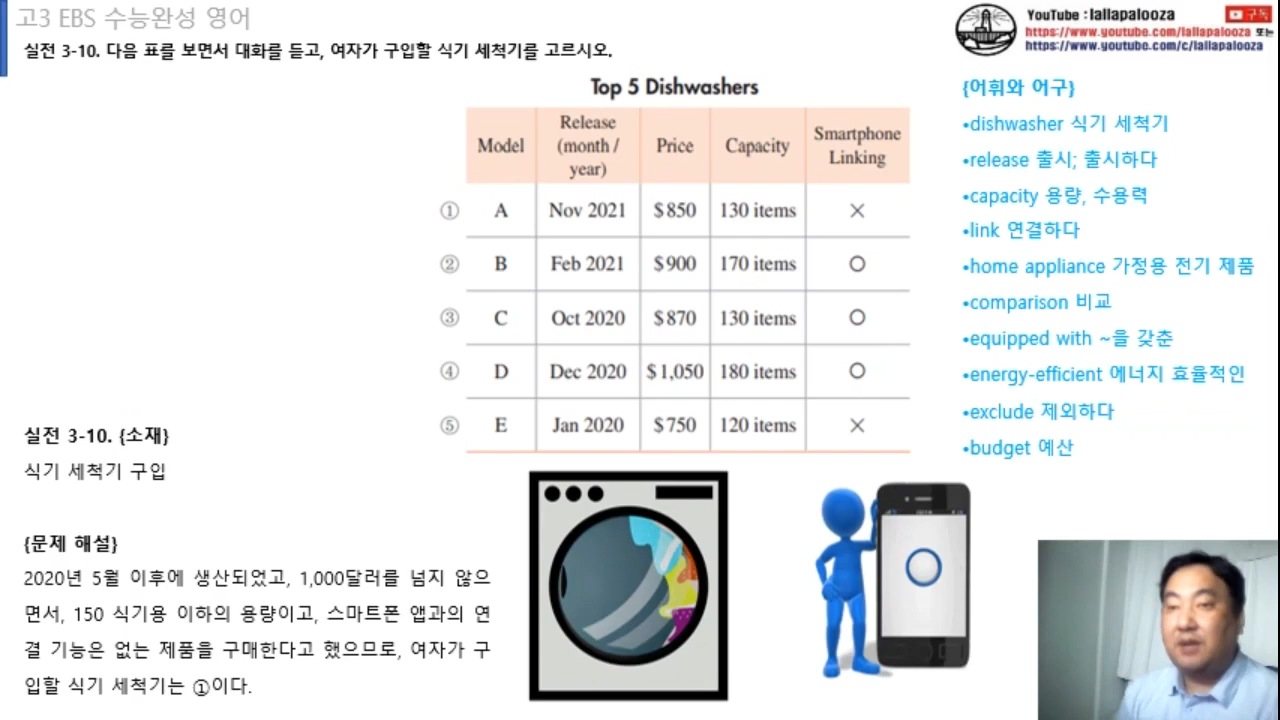 고3 EBS 수능완성 영어
실전 3-10. 다음 표를 보면서 대화를 듣고, 여자가 구입할 식기 세척기를 고르시오.
YouTube : lallapalooza
구독
https://www.youtube.com/lallapalooza 또는
https://www.youtube.com/c/lallapalooza
Top 5 Dishwashers
Model Release (month / year) Price Capacity Smartphone Linking
① A Nov 2021 $850 130 items ×
② B Feb 2021 $900 170 items ○
③ C Oct 2020 $870 130 items ○
④ D Dec 2020 $1,050 180 items ○
⑤ E Jan 2020 $750 120 items ×
{어휘와 어구}
•dishwasher 식기 세척기
•release 출시; 출시하다
•capacity 용량, 수용력
•link 연결하다
•home appliance 가정용 전기 제품
•comparison 비교
•equipped with ~을 갖춘
•energy-efficient 에너지 효율적인
•exclude 제외하다
•budget 예산
실전 3-10. {소재}
식기 세척기 구입
{문제 해설}
2020년 5월 이후에 생산되었고, 1,000달러를 넘지 않으
면서, 150 식기용 이하의 용량이고, 스마트폰 앱과의 연
결 기능은 없는 제품을 구매한다고 했으므로, 여자가 구
입할 식기 세척기는 ①이다.